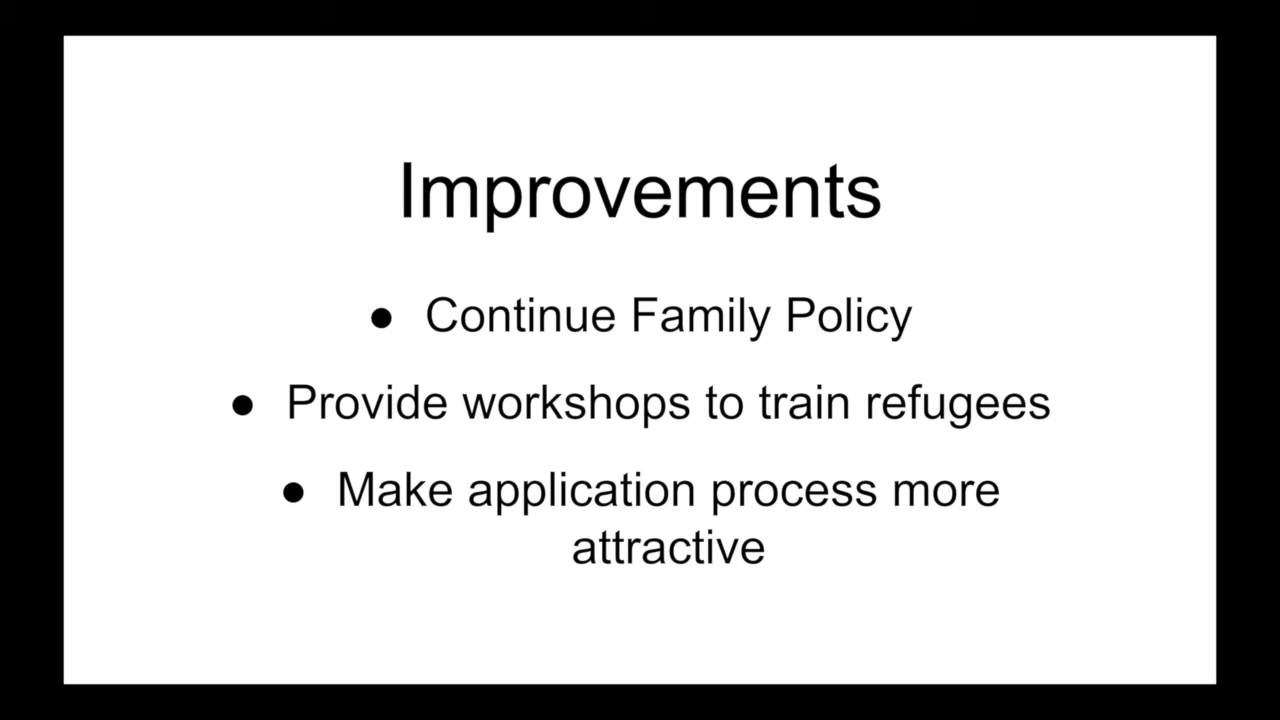 Improvements
● Continue Family Policy
● Provide workshops to train refugees
● Make application process more
attractive